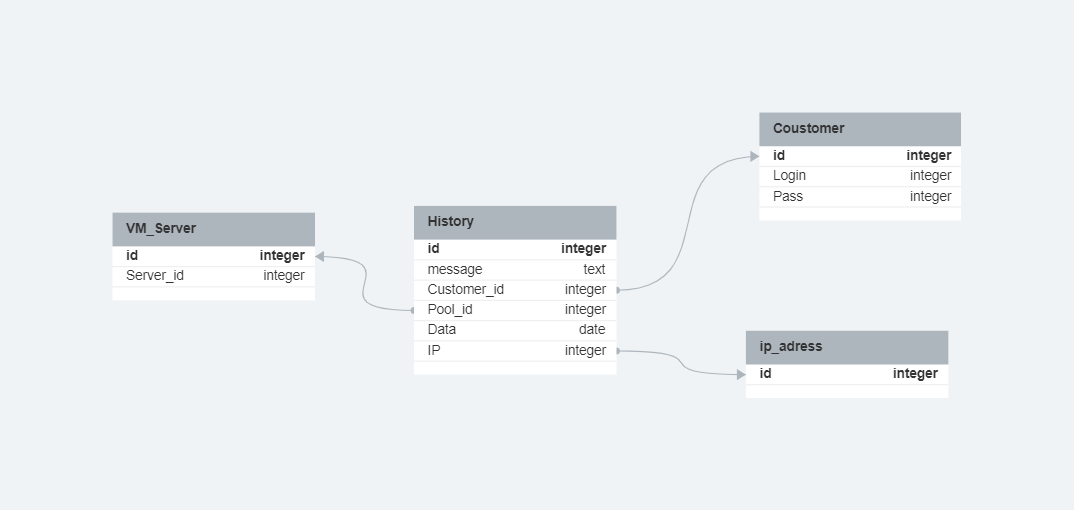 Coustomer
id integer
Login integer
Pass integer
VM_Server
id integer
Server_id integer
History
id integer
message text
Customer_id integer
Pool_id integer
Data date
IP integer
ip_adress
id integer